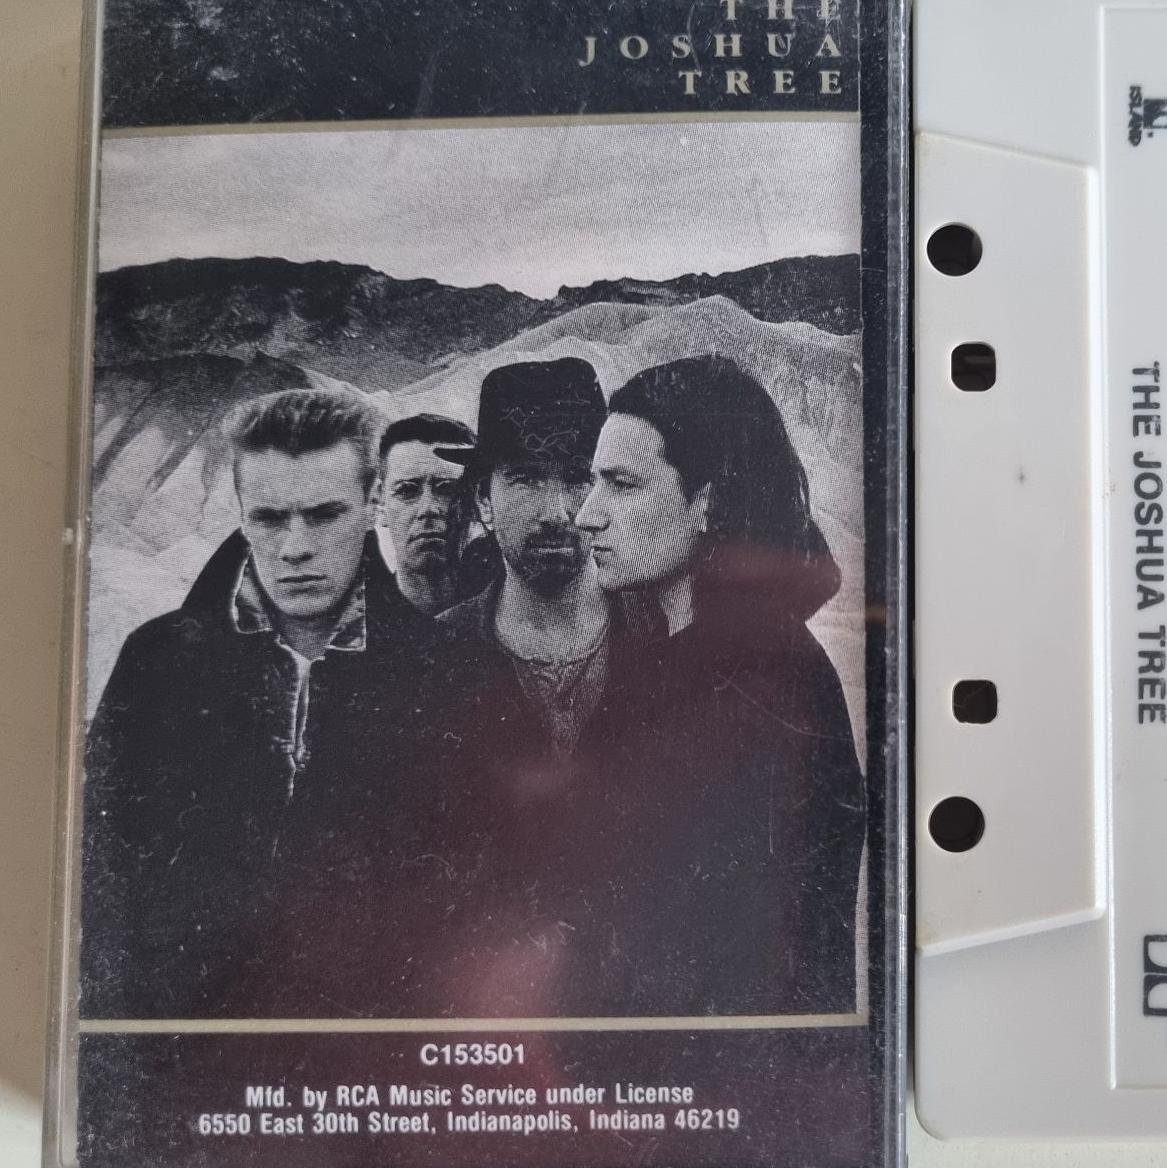 THE
JOSHUA
TREE
C153501
Mfd. by RCA Music Service under License
6550 East 30th Street, Indianapolis, Indiana 46219
ISLAND
THE JOSHUA TREE